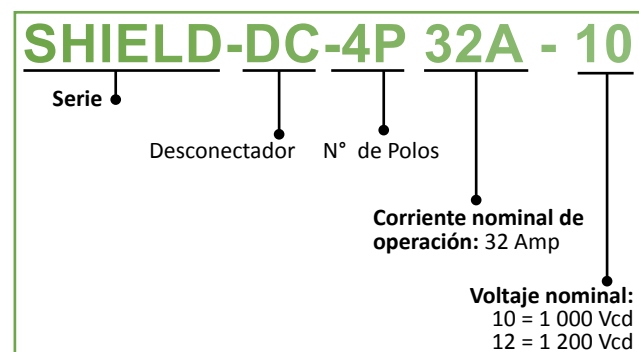 SHIELD-DC-4P 32A - 10
Serie
Desconectador N° de Polos
Corriente nominal de
operación: 32 Amp
Voltaje nominal:
10 = 1 000 Vcd
12 = 1 200 Vcd